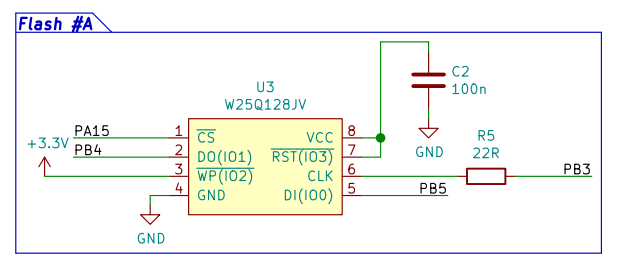 Flash #A
U3
W25Q128JV
C2
100n
+3.3V
PA15
1
CS
VCC
8
PB4
2
DO(IO1)
RST(IO3)
7
3
WP(IO2)
CLK
6
4
GND
DI(IO0)
5
GND
GND
R5
22R
PB3
PB5